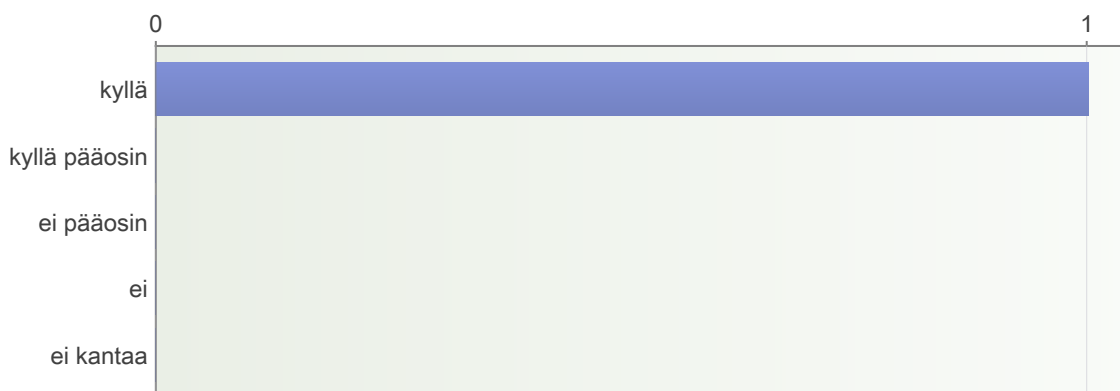 0 1
kyllä
kyllä pääosin
ei pääosin
ei
ei kantaa